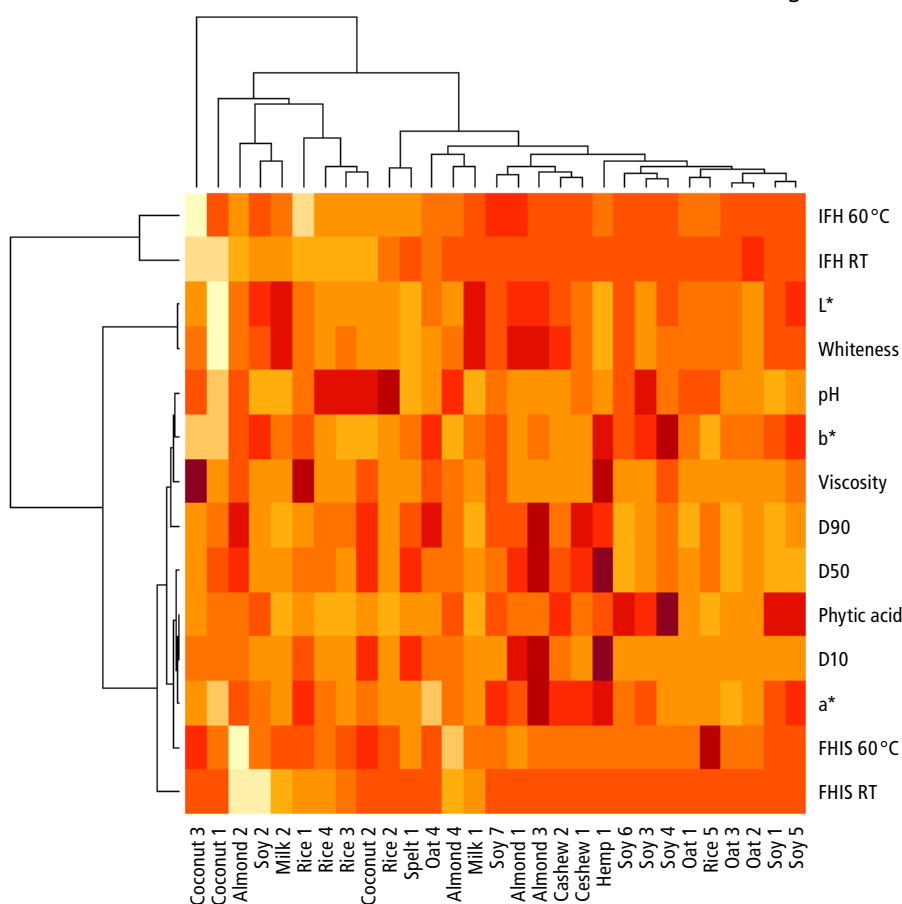 IFH 60°C
IFH RT
L*
Whiteness
pH
b*
Viscosity
D90
D50
Phytic acid
D10
a*
FHIS 60°C
FHIS RT
Coconut 3
Coconut 1
Almond 2
Soy 2
Milk 2
Rice 1
Rice 4
Rice 3
Coconut 2
Rice 2
Spelt 1
Oat 4
Almond 4
Milk 1
Soy 7
Almond 1
Almond 3
Cashew 2
Ceshew 1
Hemp 1
Soy 6
Soy 3
Soy 4
Oat 1
Rice 5
Oat 3
Oat 2
Soy 1
Soy 5